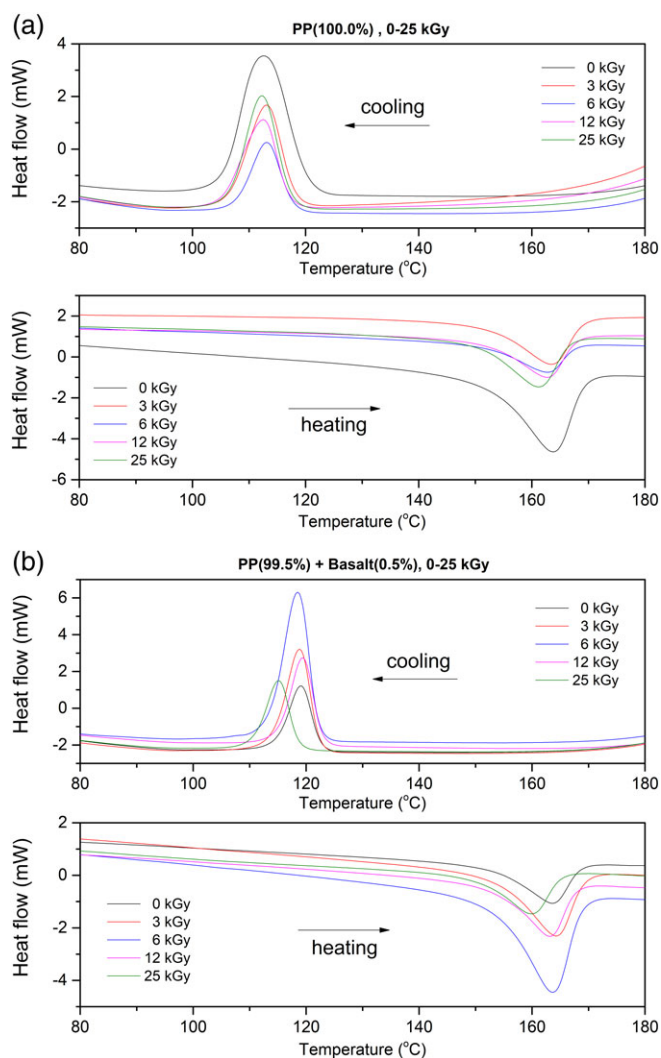 (a)
PP(100.0%) , 0-25 kGy
Heat flow (mW)
4
2
0
-2
cooling
0 kGy
3 kGy
6 kGy
12 kGy
25 kGy
80 100 120 140 160 180
Temperature (°C)
Heat flow (mW)
2
0
-2
-4
-6
0 kGy
3 kGy
6 kGy
12 kGy
25 kGy
heating
80 100 120 140 160 180
Temperature (°C)
(b)
PP(99.5%) + Basalt(0.5%), 0-25 kGy
Heat flow (mW)
6
4
2
0
-2
cooling
0 kGy
3 kGy
6 kGy
12 kGy
25 kGy
80 100 120 140 160 180
Temperature (°C)
Heat flow (mW)
2
0
-2
-4
0 kGy
3 kGy
6 kGy
12 kGy
25 kGy
heating
80 100 120 140 160 180
Temperature (°C)